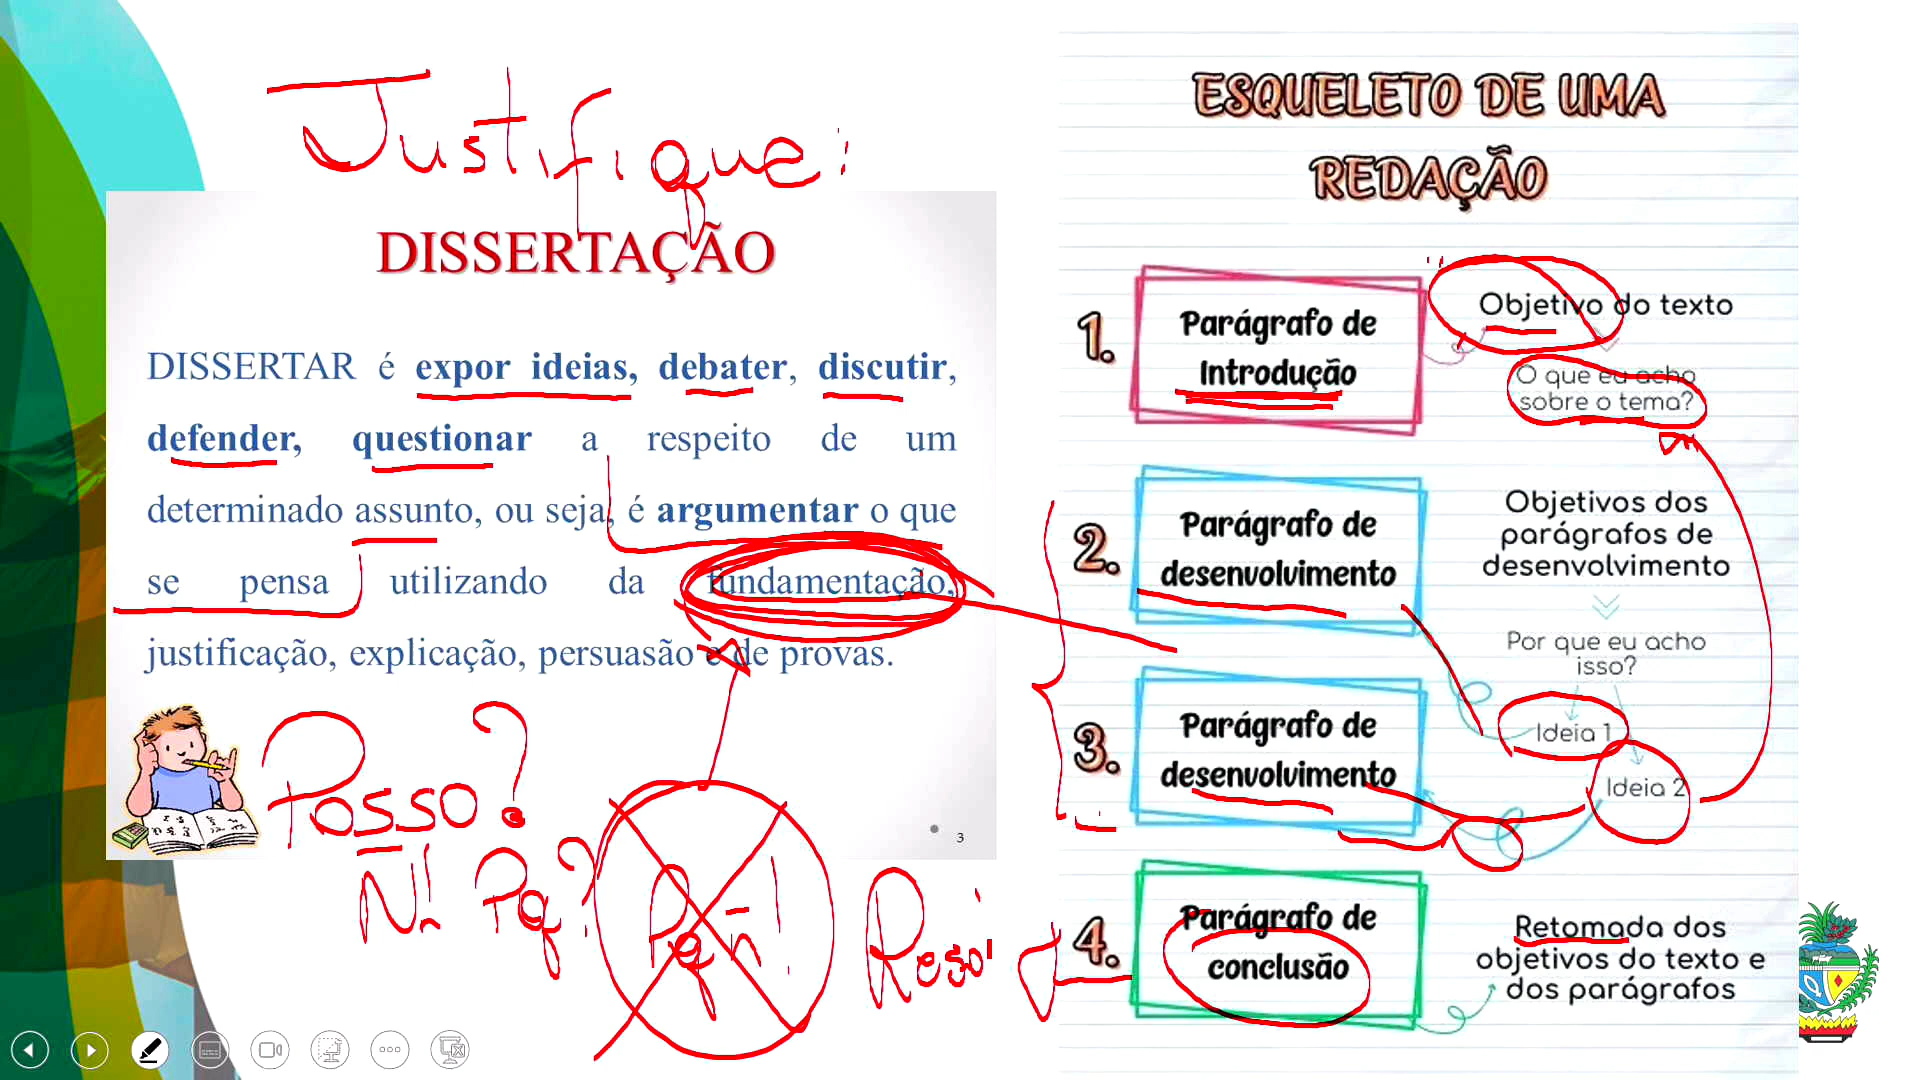 Justifique:
DISSERTAÇÃO
DISSERTAR é expor ideias, debater, discutir,
defender, questionar a respeito de um
determinado assunto, ou seja, é argumentar o que
se pensa utilizando da fundamentação,
justificação, explicação, persuasão e de provas.
Posso?
N! Pq?
Pq ñ!
3
ESQUELETO DE UMA
REDAÇÃO
1.
Parágrafo de
Introdução
Objetivo do texto
O que eu acho
sobre o tema?
2.
Parágrafo de
desenvolvimento
Objetivos dos
parágrafos de
desenvolvimento
Por que eu acho
isso?
Ideia 1
Ideia 2
3.
Parágrafo de
desenvolvimento
4.
Parágrafo de
conclusão
Retomada dos
objetivos do texto e
dos parágrafos